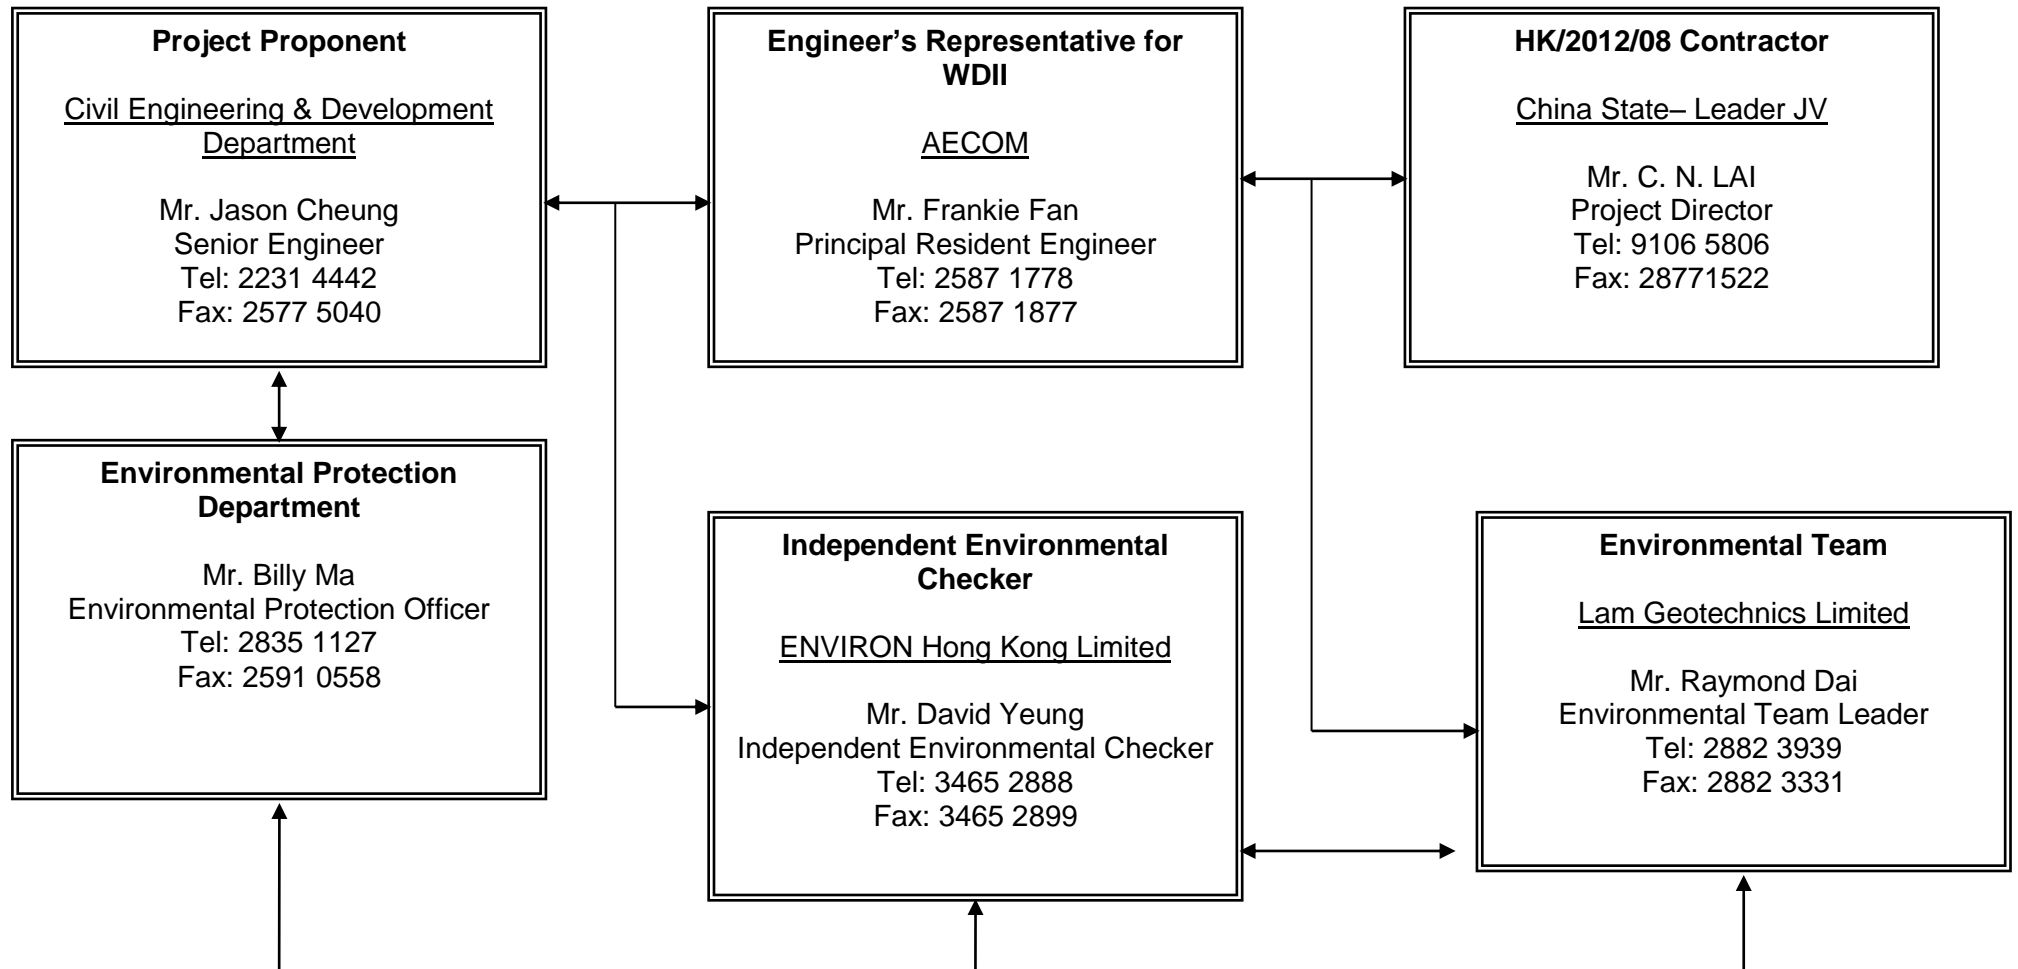 Project Proponent
Civil Engineering & Development
Department
Mr. Jason Cheung
Senior Engineer
Tel: 2231 4442
Fax: 2577 5040
Engineer’s Representative for
WDII
AECOM
Mr. Frankie Fan
Principal Resident Engineer
Tel: 2587 1778
Fax: 2587 1877
HK/2012/08 Contractor
China State– Leader JV
Mr. C. N. LAI
Project Director
Tel: 9106 5806
Fax: 28771522
Environmental Protection
Department
Mr. Billy Ma
Environmental Protection Officer
Tel: 2835 1127
Fax: 2591 0558
Independent Environmental
Checker
ENVIRON Hong Kong Limited
Mr. David Yeung
Independent Environmental Checker
Tel: 3465 2888
Fax: 3465 2899
Environmental Team
Lam Geotechnics Limited
Mr. Raymond Dai
Environmental Team Leader
Tel: 2882 3939
Fax: 2882 3331